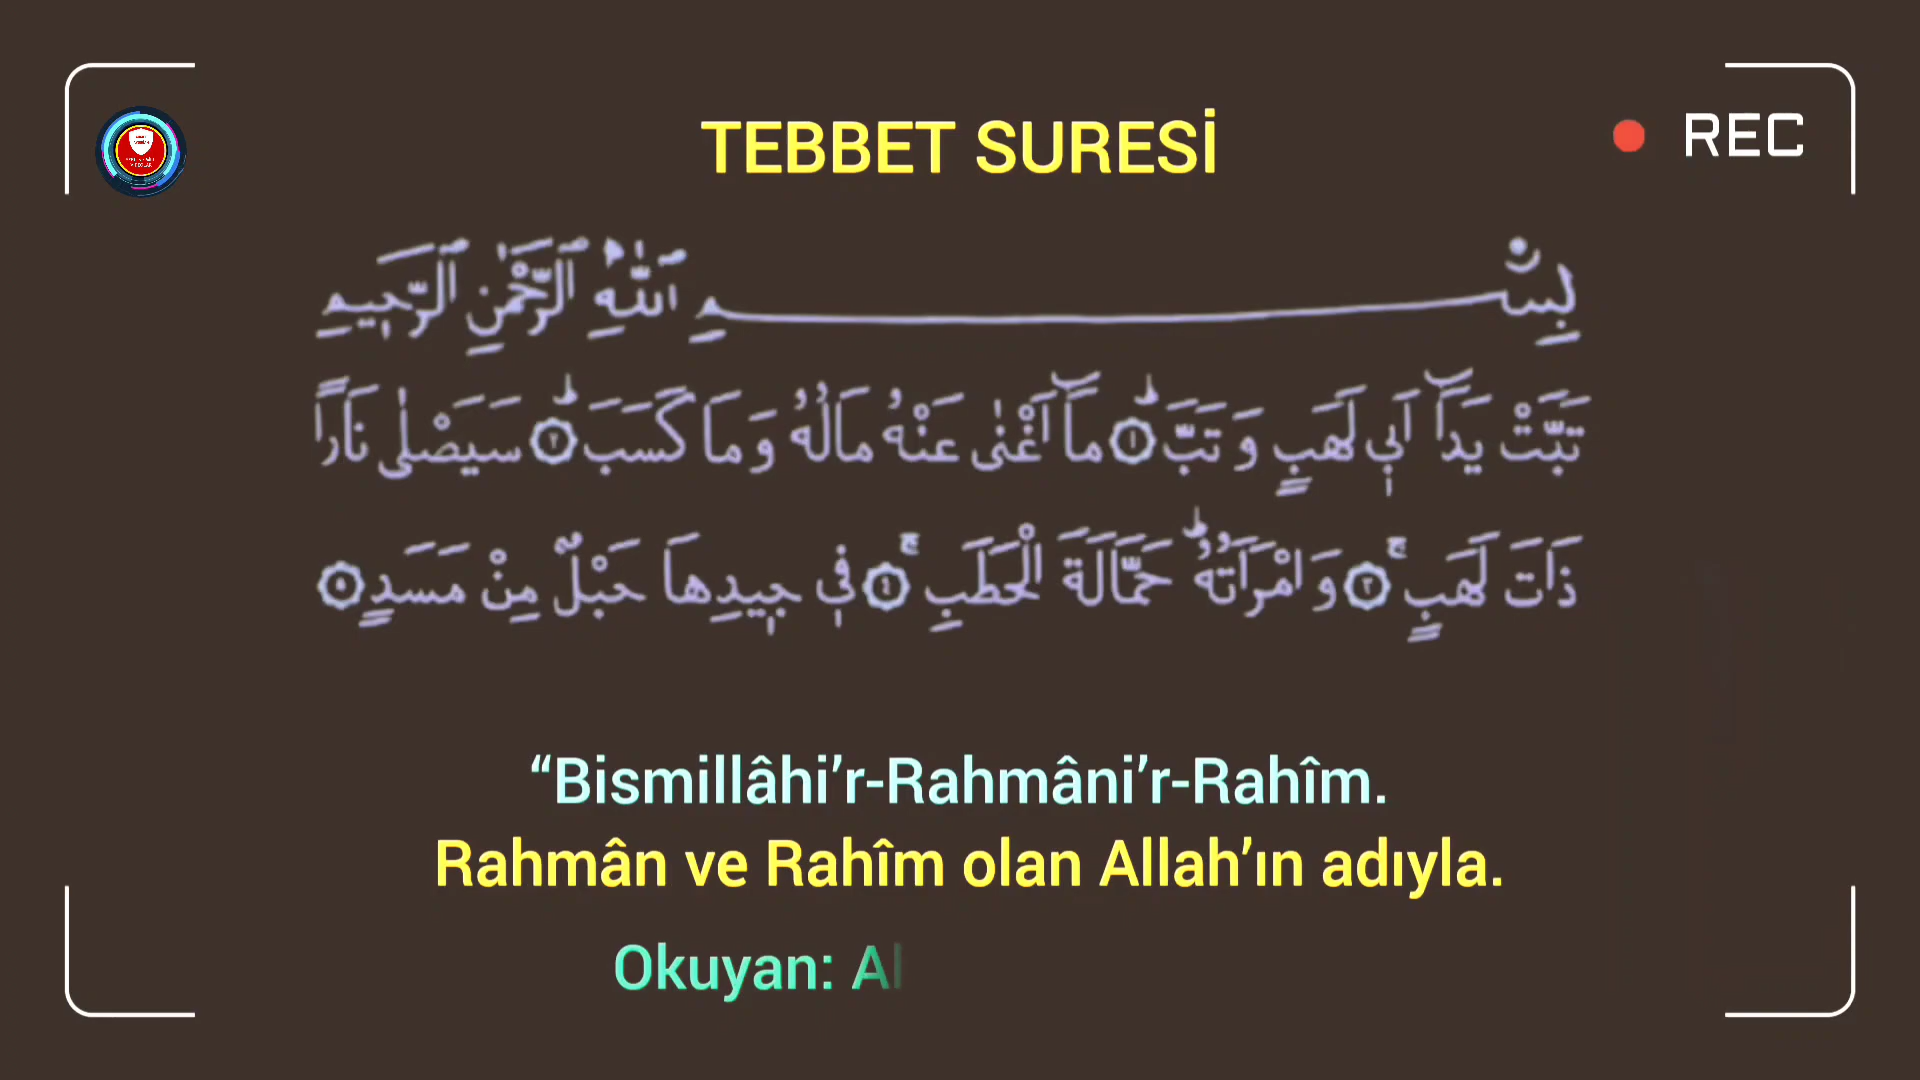 TEBBET SURESİ
REC
بِسْمِ اللّٰهِ الرَّحْمٰنِ الرَّحِيمِ
تَبَّتْ يَدَٓا اَبِي لَهَبٍ وَتَبَّۜ ﴿١﴾ مَٓا اَغْنٰى عَنْهُ مَالُهُ وَمَا كَسَبَۜ ﴿٢﴾ سَيَصْلٰى نَاراً
ذَاتَ لَهَبٍۚ ﴿٣﴾ وَامْرَاَتُهُۜ حَمَّالَةَ الْحَطَبِۚ ﴿٤﴾ فِي جِيدِهَا حَبْلٌ مِنْ مَسَدٍ ﴿٥﴾
“Bismillâhi’r-Rahmâni’r-Rahîm.
Rahmân ve Rahîm olan Allah’ın adıyla.
Okuyan: Al